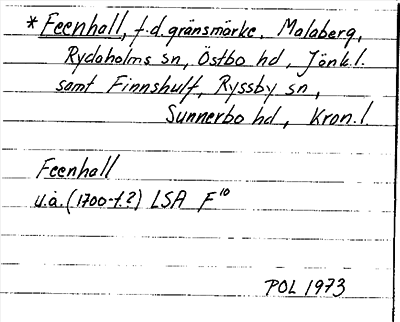 * Feenhall, f.d. gränsmärke. Malaberg,
Rydaholms sn, Östbo hd, Jönk.l.
samt Finnshult, Ryssby sn,
Sunnerbo hd, Kron.l.
Feenhall
u.å. (1700-t.?) LSA F¹⁰
POL 1973